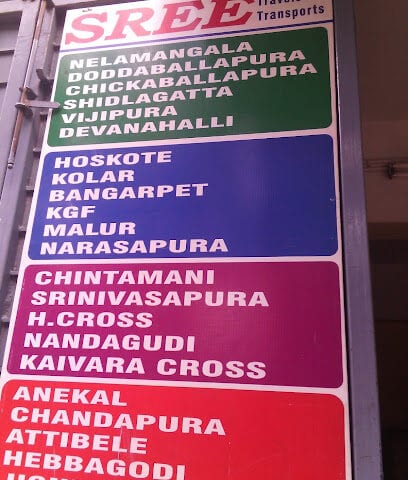 SREE
Transports
NELAMANGALA
DODDABALLAPURA
CHICKABALLAPURA
SHIDLAGATTA
VIJIPURA
DEVANAHALLI
HOSKOTE
KOLAR
BANGARPET
KGF
MALUR
NARASAPURA
CHINTAMANI
SRINIVASAPURA
H.CROSS
NANDAGUDI
KAIVARA CROSS
ANEKAL
CHANDAPURA
ATTIBELE
HEBBAGODI